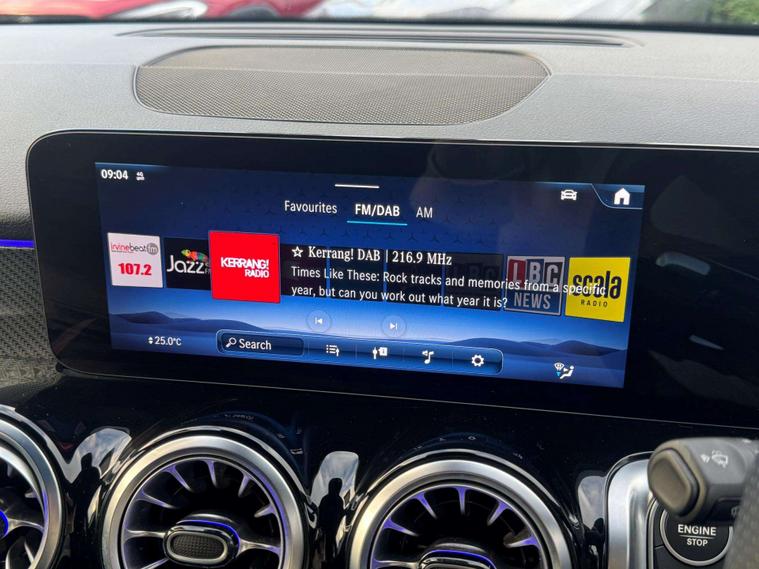 09:04 4G
Favourites FM/DAB AM
irvinebeat fm
107.2
Jazz FM
KERRANG!
RADIO
☆ Kerrang! DAB | 216.9 MHz
Times Like These: Rock tracks and memories from a specific
year, but can you work out what year it is?
LBC
NEWS
scala
RADIO
25.0°C
Search
ENGINE
STOP